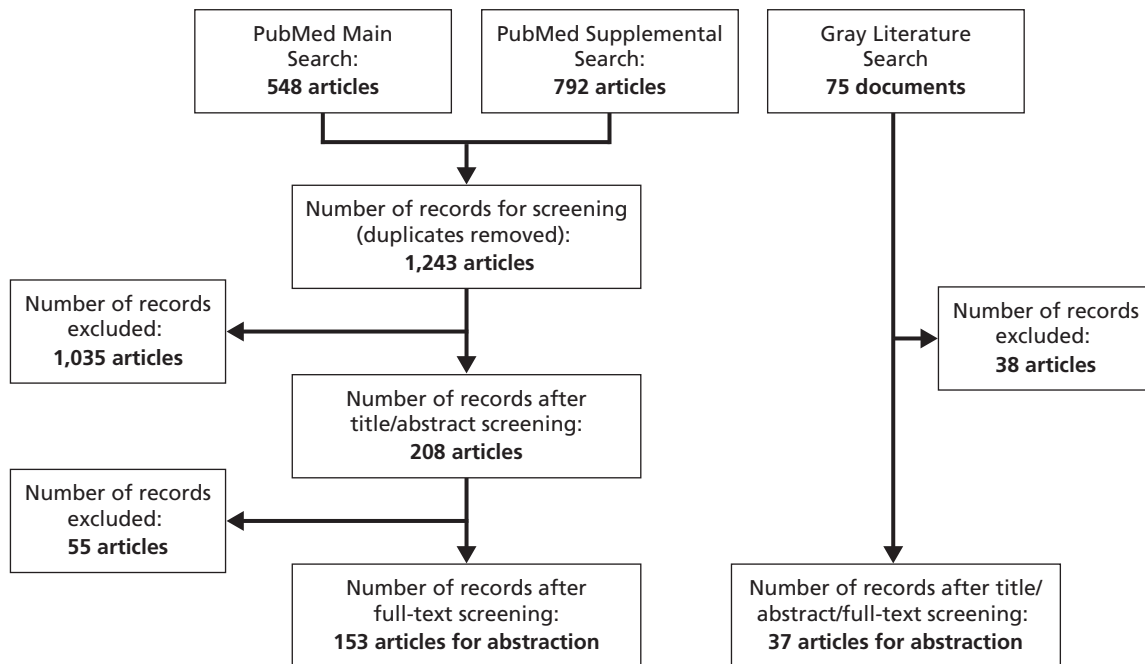 PubMed Main
Search:
548 articles
PubMed Supplemental
Search:
792 articles
Gray Literature
Search
75 documents
Number of records for screening
(duplicates removed):
1,243 articles
Number of records
excluded:
1,035 articles
Number of records
excluded:
38 articles
Number of records after
title/abstract screening:
208 articles
Number of records
excluded:
55 articles
Number of records after
full-text screening:
153 articles for abstraction
Number of records after title/
abstract/full-text screening:
37 articles for abstraction